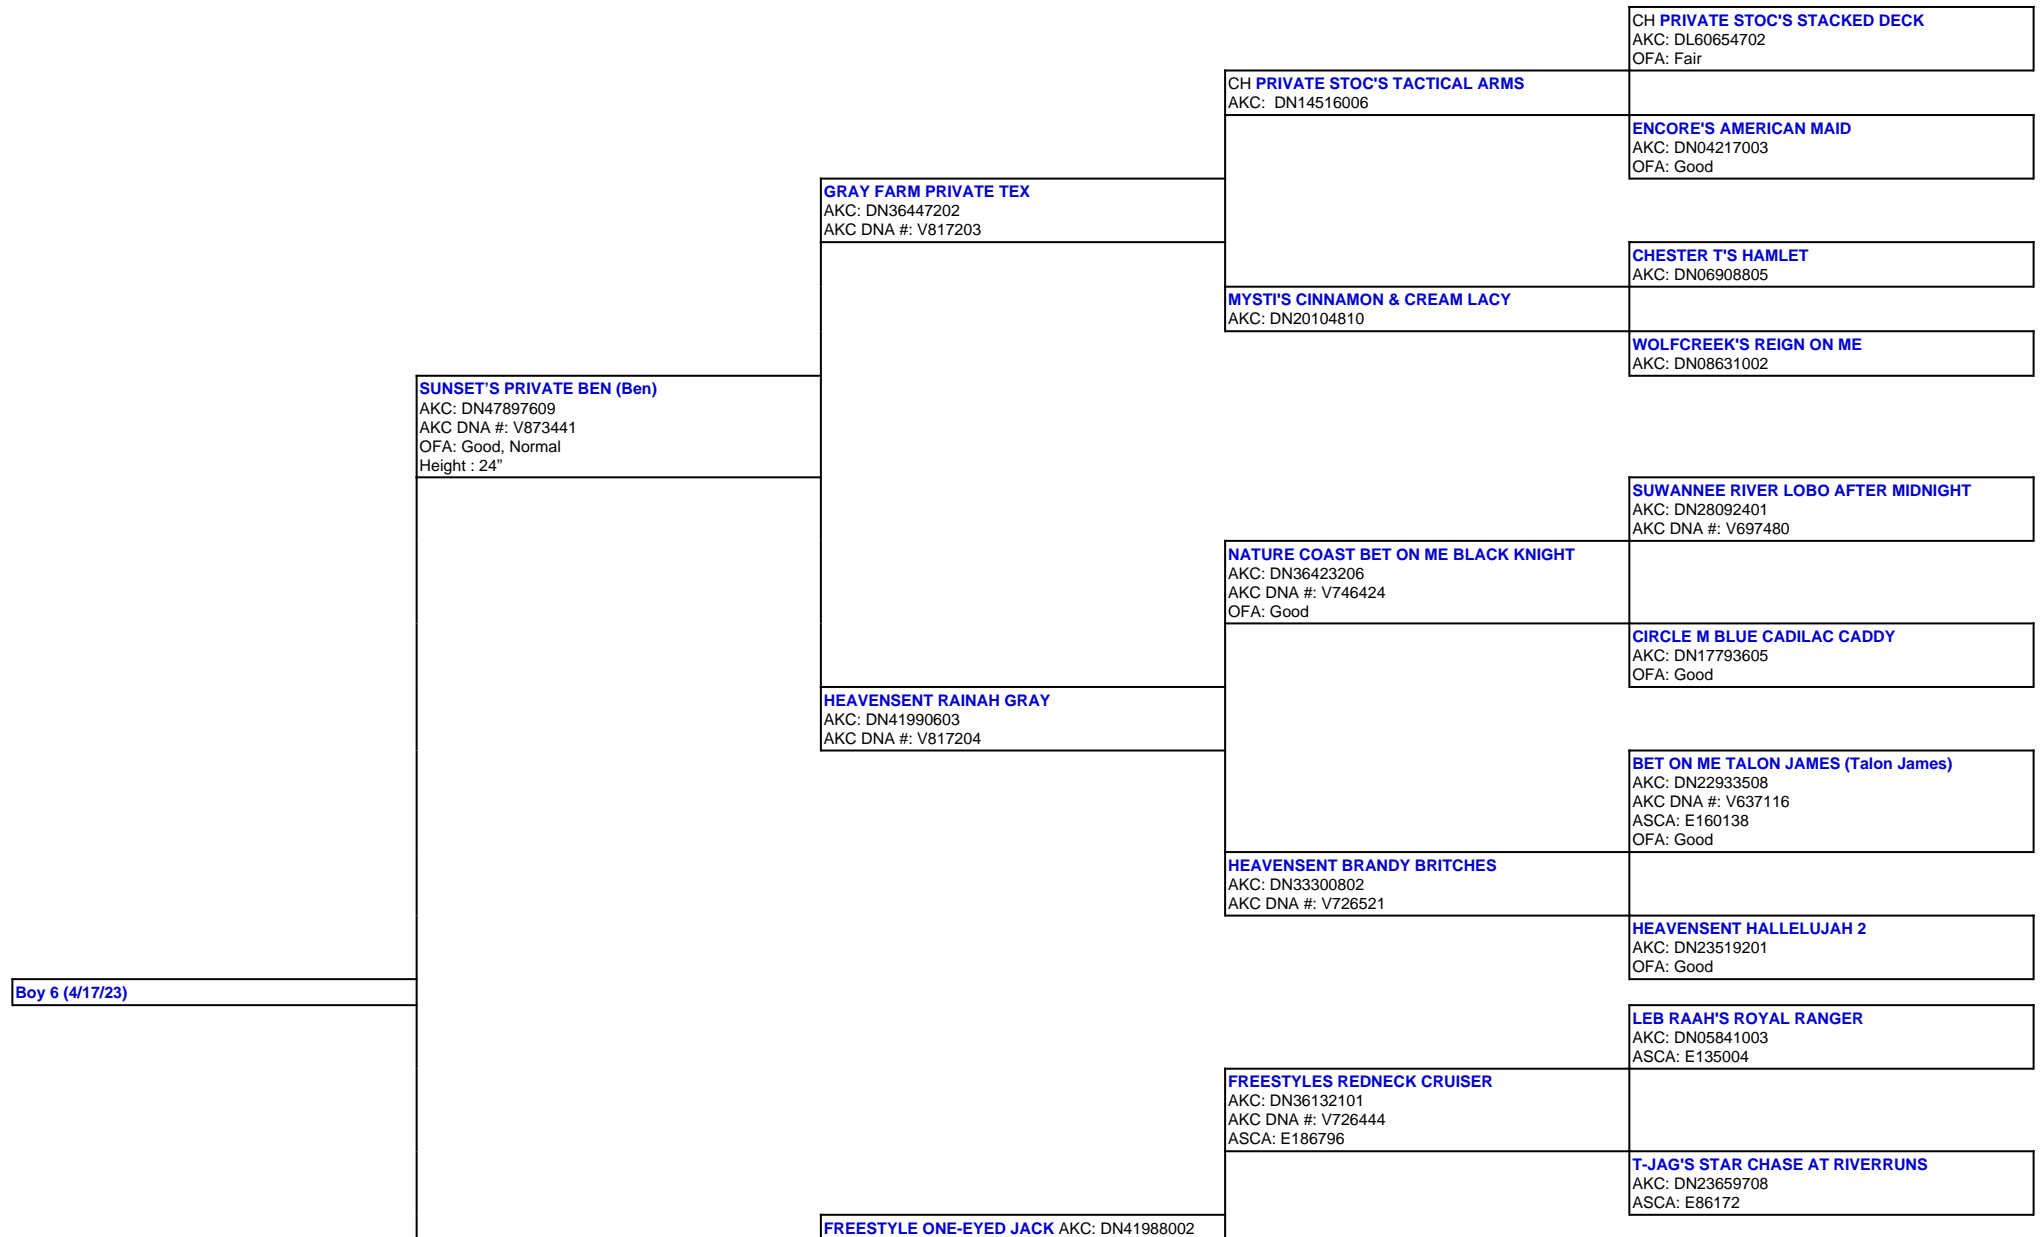 CH PRIVATE STOC'S STACKED DECK
AKC: DL60654702
OFA: Fair
CH PRIVATE STOC'S TACTICAL ARMS
AKC: DN14516006
ENCORE'S AMERICAN MAID
AKC: DN04217003
OFA: Good
GRAY FARM PRIVATE TEX
AKC: DN36447202
AKC DNA #: V817203
CHESTER T'S HAMLET
AKC: DN06908805
MYSTI'S CINNAMON & CREAM LACY
AKC: DN20104810
WOLFCREEK'S REIGN ON ME
AKC: DN08631002
SUNSET’S PRIVATE BEN (Ben)
AKC: DN47897609
AKC DNA #: V873441
OFA: Good, Normal
Height : 24”
SUWANNEE RIVER LOBO AFTER MIDNIGHT
AKC: DN28092401
AKC DNA #: V697480
NATURE COAST BET ON ME BLACK KNIGHT
AKC: DN36423206
AKC DNA #: V746424
OFA: Good
CIRCLE M BLUE CADILAC CADDY
AKC: DN17793605
OFA: Good
HEAVENSENT RAINAH GRAY
AKC: DN41990603
AKC DNA #: V817204
BET ON ME TALON JAMES (Talon James)
AKC: DN22933508
AKC DNA #: V637116
ASCA: E160138
OFA: Good
HEAVENSENT BRANDY BRITCHES
AKC: DN33300802
AKC DNA #: V726521
HEAVENSENT HALLELUJAH 2
AKC: DN23519201
OFA: Good
Boy 6 (4/17/23)
LEB RAAH'S ROYAL RANGER
AKC: DN05841003
ASCA: E135004
FREESTYLES REDNECK CRUISER
AKC: DN36132101
AKC DNA #: V726444
ASCA: E186796
T-JAG'S STAR CHASE AT RIVERRUNS
AKC: DN23659708
ASCA: E86172
FREESTYLE ONE-EYED JACK AKC: DN41988002